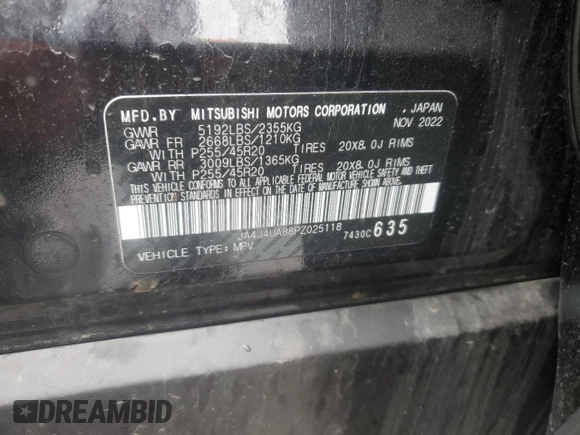 MFD.BY MITSUBISHI MOTORS CORPORATION , JAPAN
GVWR 5192LBS/2355KG NOV 2022
GAWR FR 2668LBS/1210KG
WITH P255/45R20 TIRES 20X8.0J RIMS
GAWR RR 3009LBS/1365KG
WITH P255/45R20 TIRES 20X8.0J RIMS
THIS VEHICLE CONFORMS TO ALL APPLICABLE FEDERAL MOTOR VEHICLE SAFETY AND THEFT
PREVENTION STANDARDS IN EFFECT ON THE DATE OF MANUFACTURE SHOWN ABOVE.
JA4J4UA88PZ025118 7430C 635
VEHICLE TYPE: MPV
DREAMBID